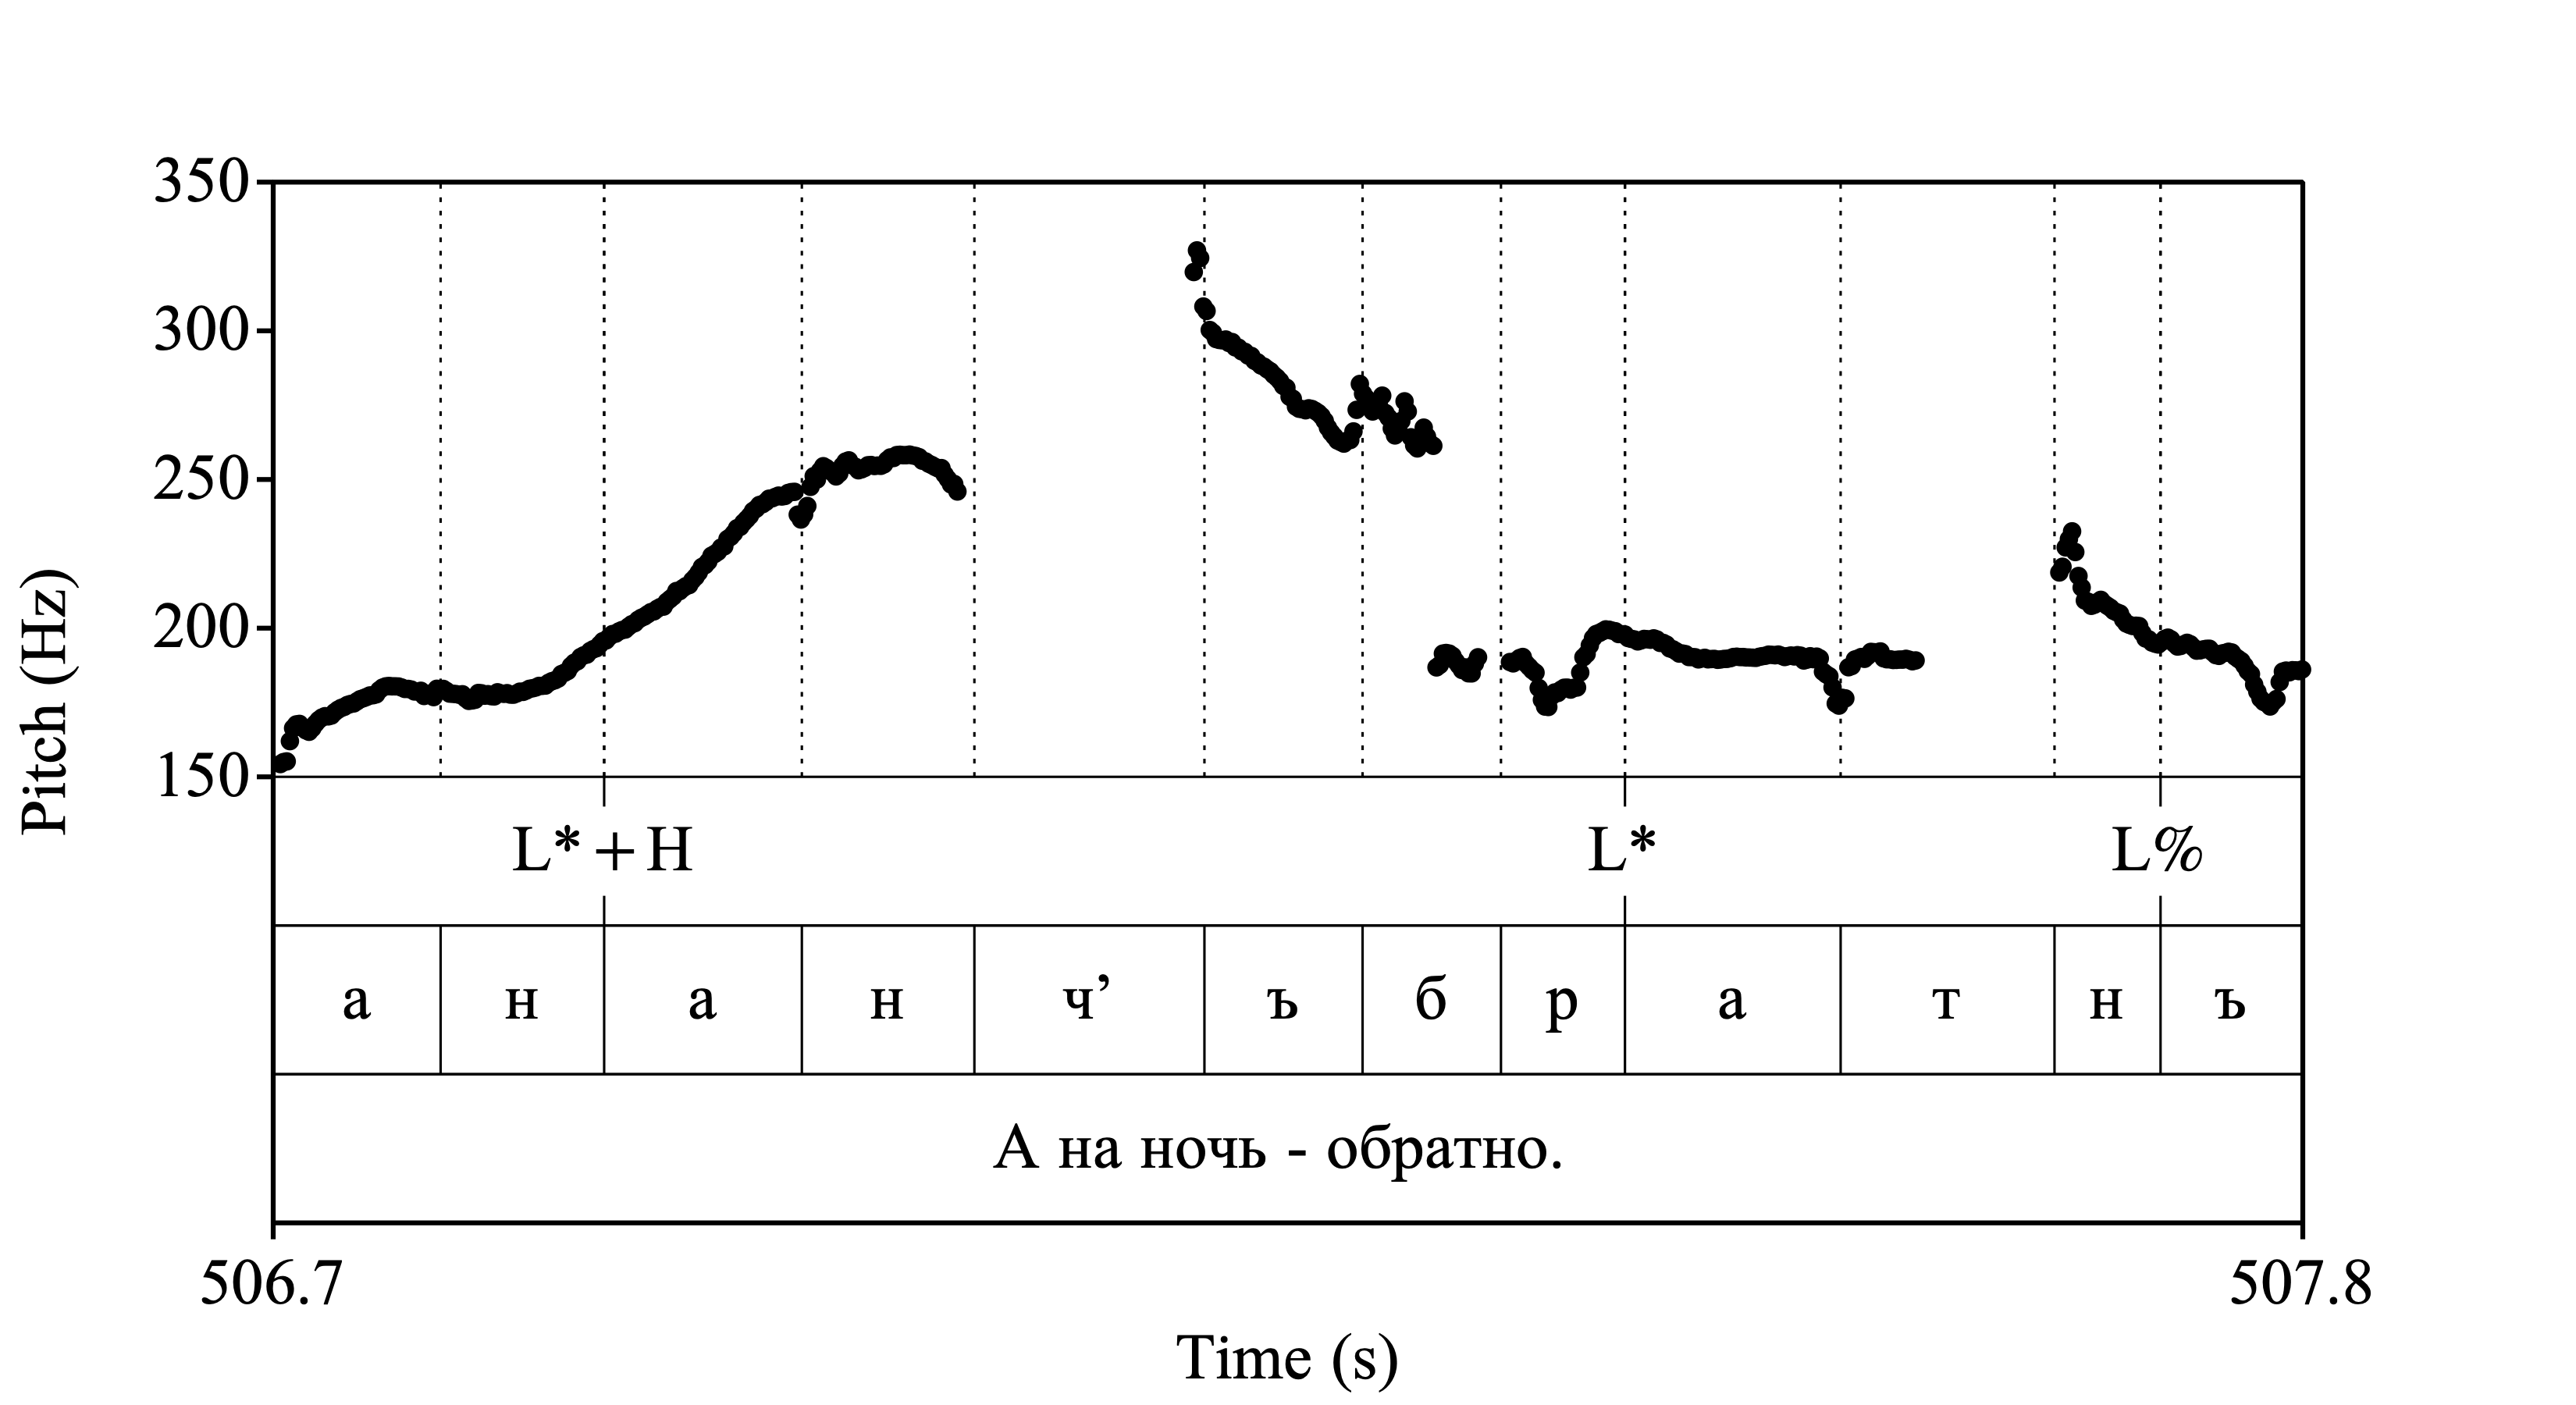 350
300
250
200
150
Pitch (Hz)
L*+H L* L%
а н а н ч’ ъ б р а т н ъ
А на ночь - обратно.
506.7 507.8
Time (s)